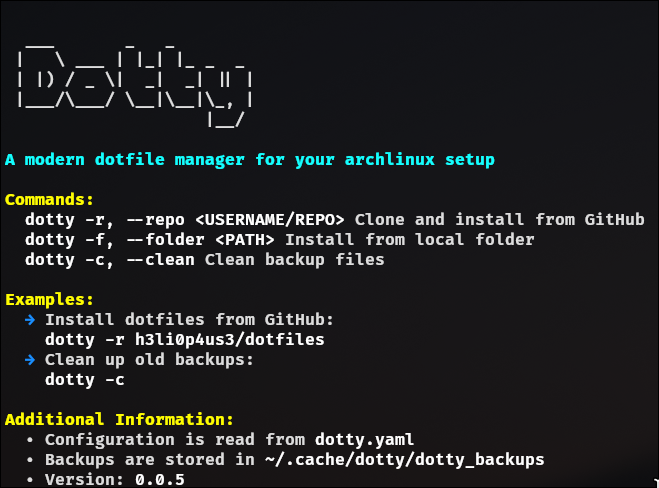 Dotty
A modern dotfile manager for your archlinux setup
Commands:
dotty -r, --repo <USERNAME/REPO> Clone and install from GitHub
dotty -f, --folder <PATH> Install from local folder
dotty -c, --clean Clean backup files
Examples:
→ Install dotfiles from GitHub:
dotty -r h3li0p4us3/dotfiles
→ Clean up old backups:
dotty -c
Additional Information:
• Configuration is read from dotty.yaml
• Backups are stored in ~/.cache/dotty/dotty_backups
• Version: 0.0.5